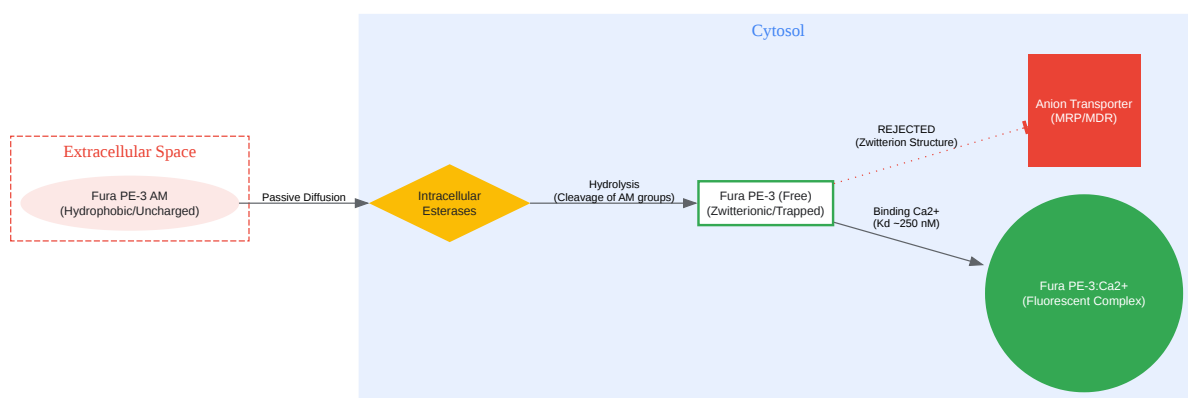 Cytosol
Extracellular Space
Fura PE-3 AM
(Hydrophobic/Uncharged)
Passive Diffusion
Intracellular
Esterases
Hydrolysis
(Cleavage of AM groups)
Fura PE-3 (Free)
(Zwitterionic/Trapped)
REJECTED
(Zwitterion Structure)
Anion Transporter
(MRP/MDR)
Binding Ca2+
(Kd ~250 nM)
Fura PE-3:Ca2+
(Fluorescent Complex)